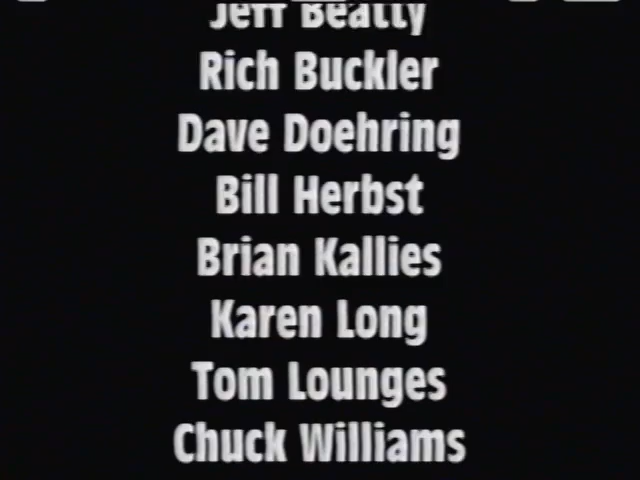 Jeff Beatty
Rich Buckler
Dave Doehring
Bill Herbst
Brian Kallies
Karen Long
Tom Lounges
Chuck Williams